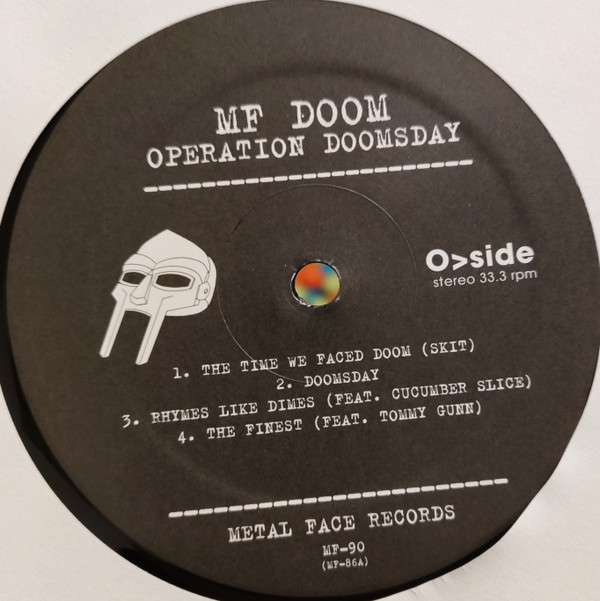 MF DOOM
OPERATION DOOMSDAY
O>side
stereo 33.3 rpm
1. THE TIME WE FACED DOOM (SKIT)
2. DOOMSDAY
3. RHYMES LIKE DIMES (FEAT. CUCUMBER SLICE)
4. THE FINEST (FEAT. TOMMY GUNN)
METAL FACE RECORDS
MF-90
(MF-86A)